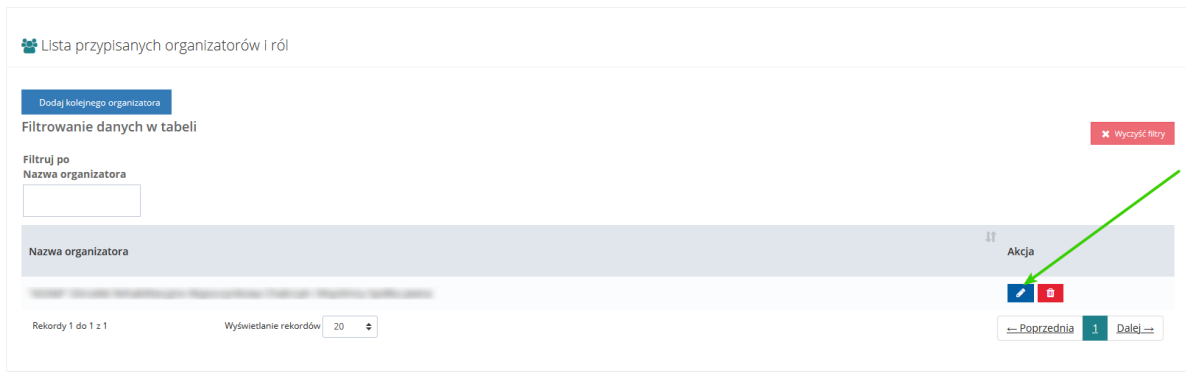 Lista przypisanych organizatorów i ról
Dodaj kolejnego organizatora
Filtrowanie danych w tabeli
Wyczyść filtry
Filtruj po
Nazwa organizatora
Nazwa organizatora
Akcja
Rekordy 1 do 1 z 1
Wyświetlanie rekordów 20
← Poprzednia 1 Dalej →